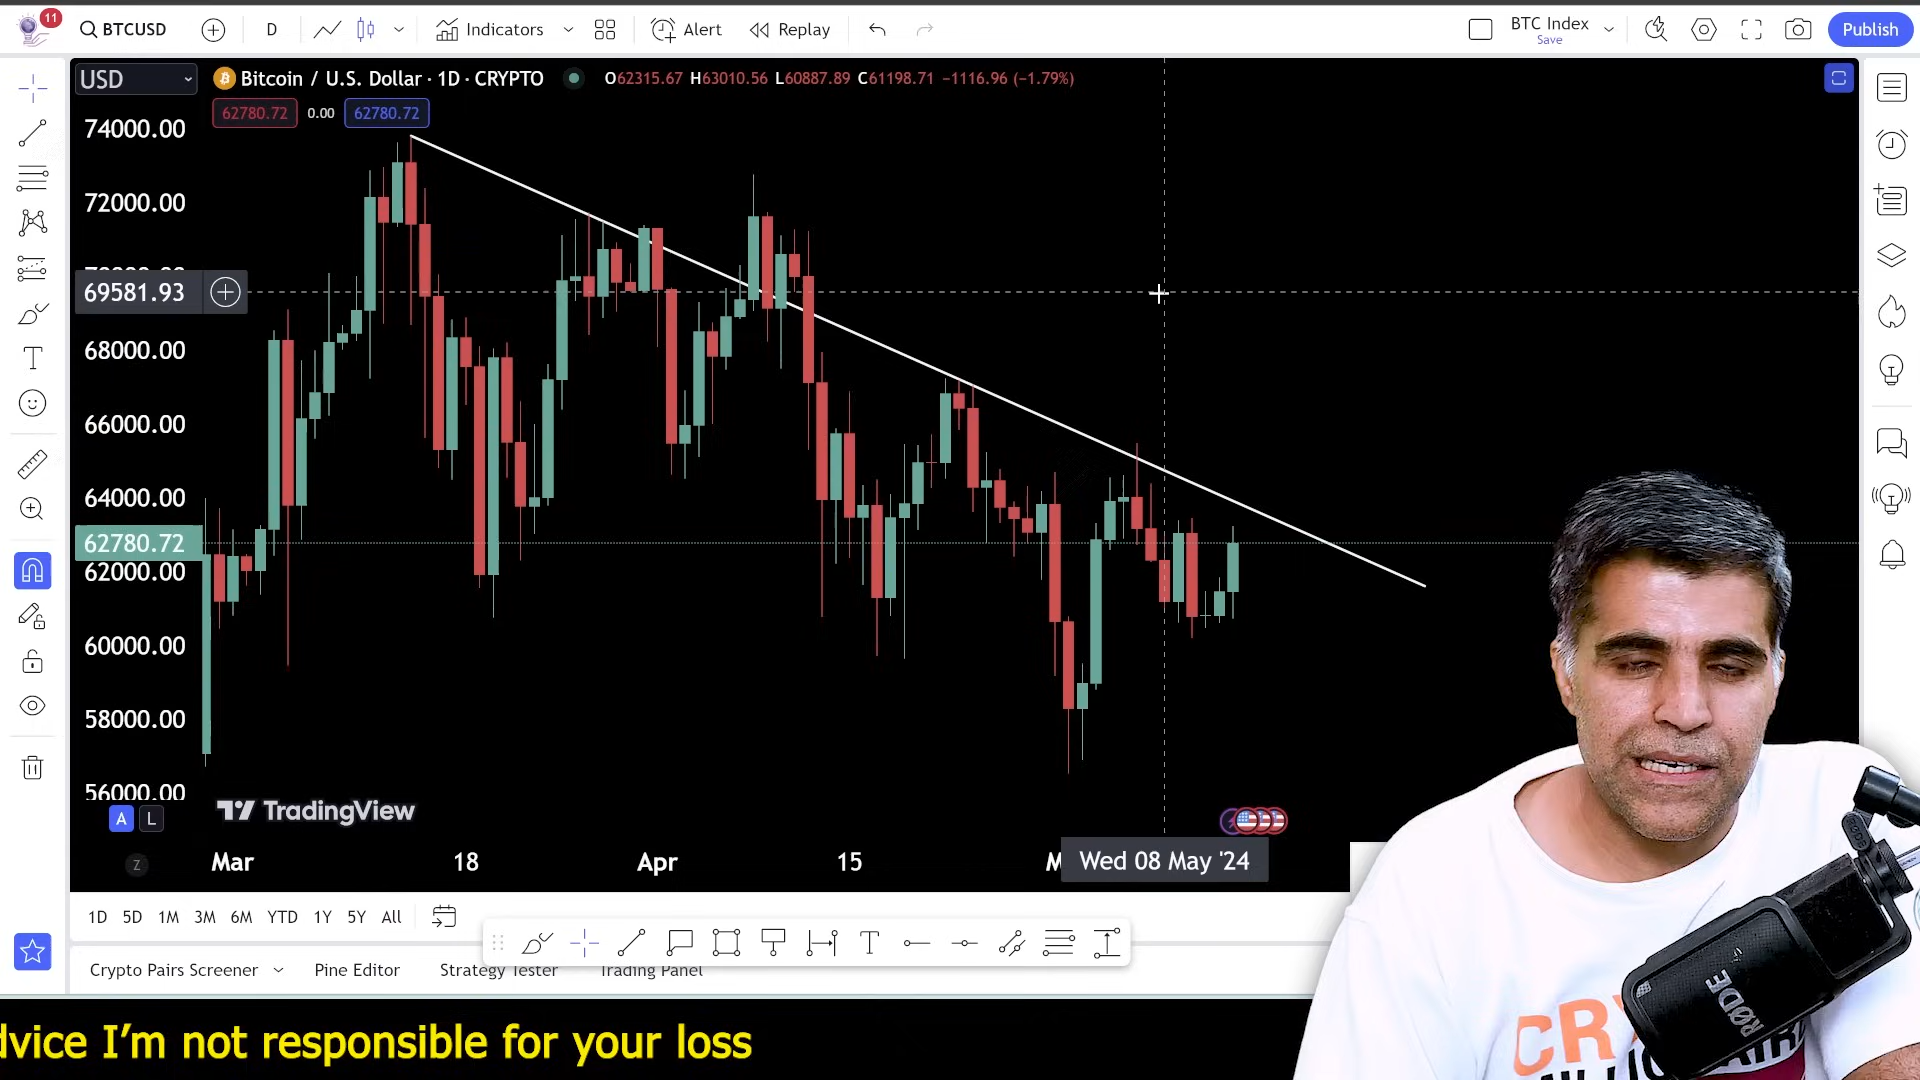 11
BTCUSD
D
Indicators
Alert
Replay
BTC Index
Save
Publish
USD
Bitcoin / U.S. Dollar · 1D · CRYPTO
O62315.67 H63010.56 L60887.89 C61198.71 −1116.96 (−1.79%)
62780.72
0.00
62780.72
74000.00
72000.00
69581.93
68000.00
66000.00
64000.00
62780.72
62000.00
60000.00
58000.00
56000.00
A
L
TradingView
Z
Mar
18
Apr
15
Wed 08 May '24
1D 5D 1M 3M 6M YTD 1Y 5Y All
T
Crypto Pairs Screener
Pine Editor
Strategy Tester
Trading Panel
RØDE
dvice I’m not responsible for your loss